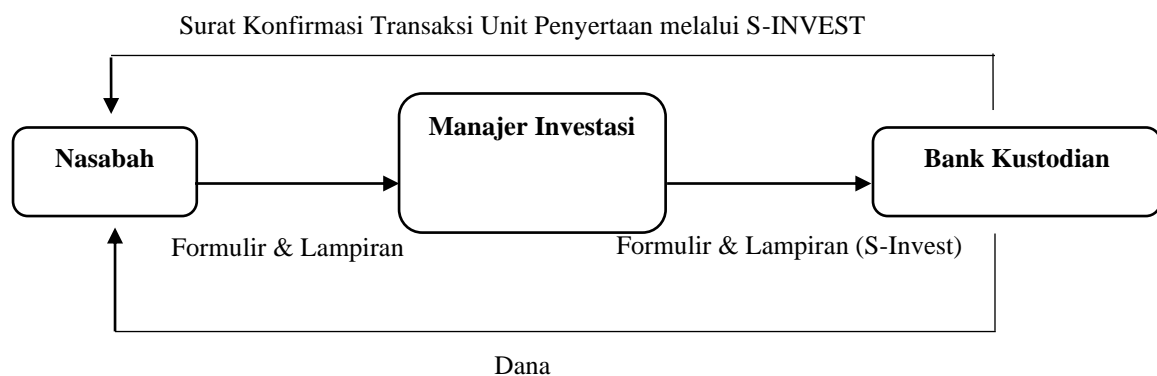 Surat Konfirmasi Transaksi Unit Penyertaan melalui S-INVEST
Nasabah
Manajer Investasi
Bank Kustodian
Formulir & Lampiran
Formulir & Lampiran (S-Invest)
Dana